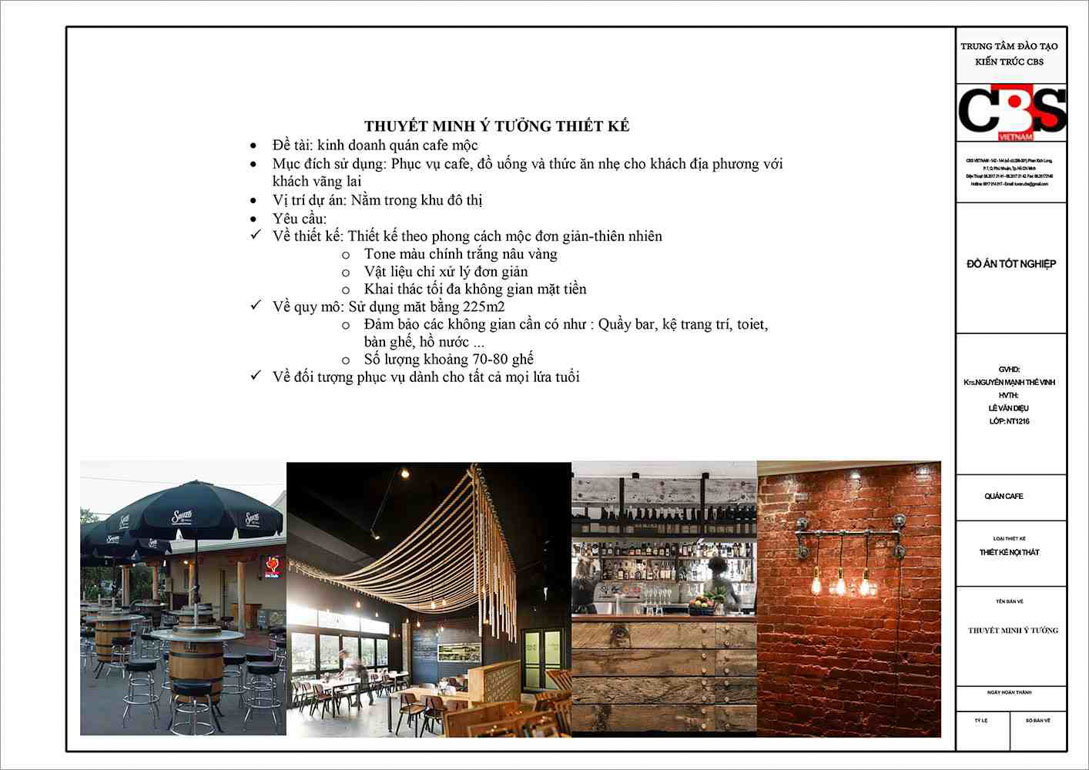 THUYẾT MINH Ý TƯỞNG THIẾT KẾ
• Đề tài: kinh doanh quán cafe mộc
• Mục đích sử dụng: Phục vụ cafe, đồ uống và thức ăn nhẹ cho khách địa phương với
khách vãng lai
• Vị trí dự án: Nằm trong khu đô thị
• Yêu cầu:
✓ Về thiết kế: Thiết kế theo phong cách mộc đơn giản-thiên nhiên
o Tone màu chính trắng nâu vàng
o Vật liệu chỉ xử lý đơn giản
o Khai thác tối đa không gian mặt tiền
✓ Về quy mô: Sử dụng măt bằng 225m2
o Đảm bảo các không gian cần có như : Quầy bar, kệ trang trí, toiet,
bàn ghế, hồ nước ...
o Số lượng khoảng 70-80 ghế
✓ Về đối tượng phục vụ dành cho tất cả mọi lứa tuổi
TRUNG TÂM ĐÀO TẠO
KIẾN TRÚC CBS
CBS
VIETNAM
ĐỒ ÁN TỐT NGHIỆP
GVHD:
KTS.NGUYỄN MẠNH THẾ VINH
HVTH:
LÊ VĂN DIỆU
LỚP: NT1216
QUÁN CAFE
LOẠI THIẾT KẾ
THIẾT KẾ NỘI THẤT
TÊN BẢN VẼ
THUYẾT MINH Ý TƯỞNG
NGÀY HOÀN THÀNH
TỶ LỆ
SỐ BẢN VẼ